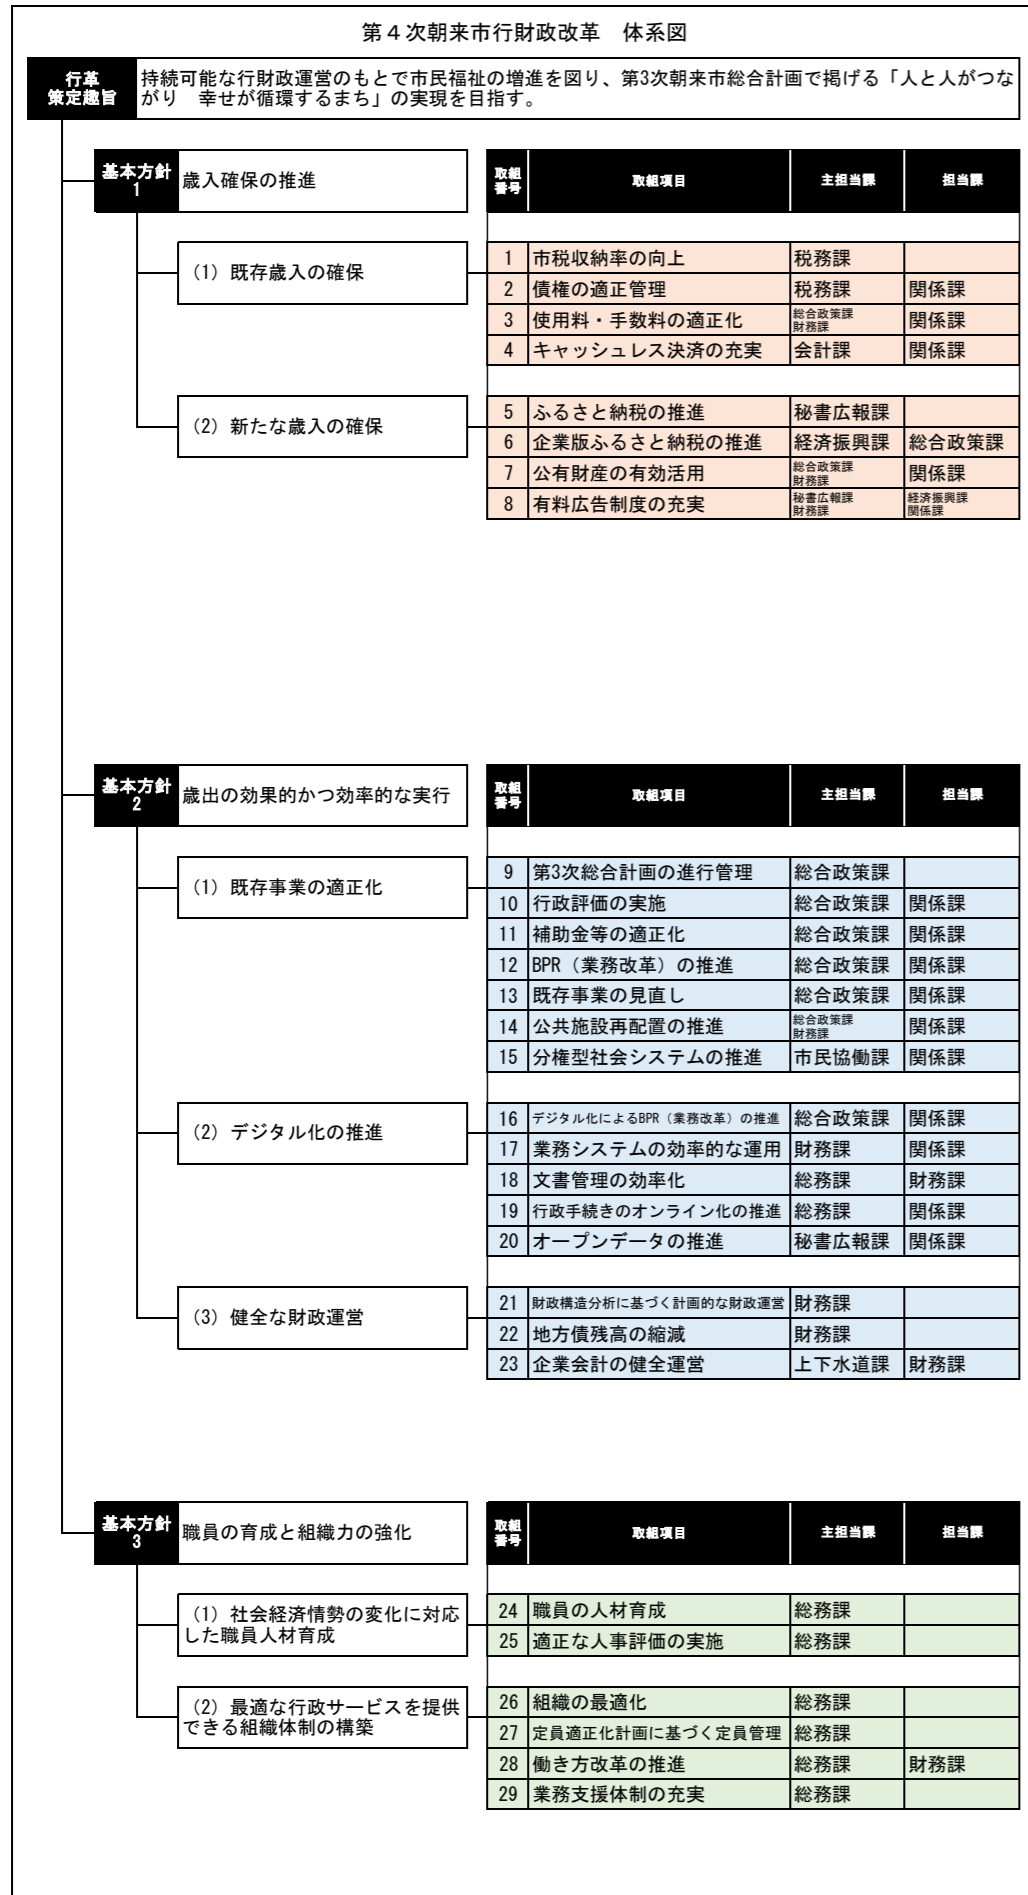 第４次朝来市行財政改革　体系図
行革
策定趣旨
持続可能な行財政運営のもとで市民福祉の増進を図り、第3次朝来市総合計画で掲げる「人と人がつな
がり　幸せが循環するまち」の実現を目指す。
基本方針
1
歳入確保の推進
取組
番号
取組項目 主担当課 担当課
（1）既存歳入の確保
1 市税収納率の向上 税務課
2 債権の適正管理 税務課 関係課
3 使用料・手数料の適正化 総合政策課 関係課
財務課
4 キャッシュレス決済の充実 会計課 関係課
（2）新たな歳入の確保
5 ふるさと納税の推進 秘書広報課
6 企業版ふるさと納税の推進 経済振興課 総合政策課
7 公有財産の有効活用 総合政策課 関係課
財務課
8 有料広告制度の充実 秘書広報課 経済振興課
財務課 関係課
基本方針
2
歳出の効果的かつ効率的な実行
取組
番号
取組項目 主担当課 担当課
（1）既存事業の適正化
9 第3次総合計画の進行管理 総合政策課
10 行政評価の実施 総合政策課 関係課
11 補助金等の適正化 総合政策課 関係課
12 BPR（業務改革）の推進 総合政策課 関係課
13 既存事業の見直し 総合政策課 関係課
14 公共施設再配置の推進 総合政策課 関係課
財務課
15 分権型社会システムの推進 市民協働課 関係課
（2）デジタル化の推進
16 デジタル化によるBPR（業務改革）の推進 総合政策課 関係課
17 業務システムの効率的な運用 財務課 関係課
18 文書管理の効率化 総務課 財務課
19 行政手続きのオンライン化の推進 総務課 関係課
20 オープンデータの推進 秘書広報課 関係課
（3）健全な財政運営
21 財政構造分析に基づく計画的な財政運営 財務課
22 地方債残高の縮減 財務課
23 企業会計の健全運営 上下水道課 財務課
基本方針
3
職員の育成と組織力の強化
取組
番号
取組項目 主担当課 担当課
（1）社会経済情勢の変化に対応
した職員人材育成
24 職員の人材育成 総務課
25 適正な人事評価の実施 総務課
（2）最適な行政サービスを提供
できる組織体制の構築
26 組織の最適化 総務課
27 定員適正化計画に基づく定員管理 総務課
28 働き方改革の推進 総務課 財務課
29 業務支援体制の充実 総務課